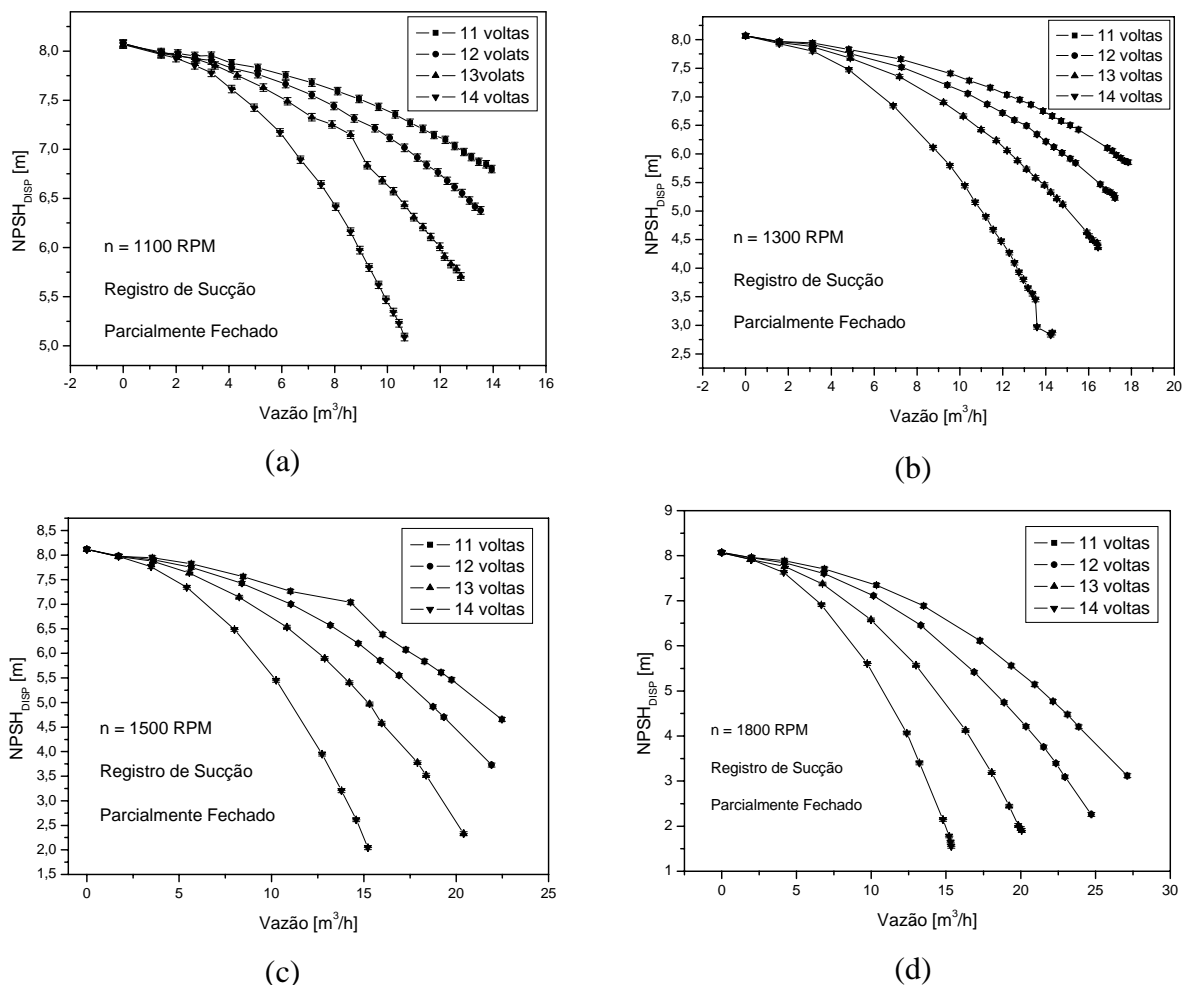 11 voltas
12 volats
13volats
14 voltas
8,0
7,5
7,0
6,5
6,0
5,5
5,0
NPSH_DISP [m]
n = 1100 RPM
Registro de Sucção
Parcialmente Fechado
-2 0 2 4 6 8 10 12 14 16
Vazão [m³/h]
(a)
11 voltas
12 voltas
13 voltas
14 voltas
8,5
8,0
7,5
7,0
6,5
6,0
5,5
5,0
4,5
4,0
3,5
3,0
2,5
NPSH_DISP [m]
n = 1300 RPM
Registro de Sucção
Parcialmente Fechado
-2 0 2 4 6 8 10 12 14 16 18 20
Vazão [m³/h]
(b)
11 voltas
12 voltas
13 voltas
14 voltas
8,5
8,0
7,5
7,0
6,5
6,0
5,5
5,0
4,5
4,0
3,5
3,0
2,5
2,0
1,5
NPSH_DISP [m]
n = 1500 RPM
Registro de Sucção
Parcialmente Fechado
0 5 10 15 20 25
Vazão [m³/h]
(c)
11 voltas
12 voltas
13 voltas
14 voltas
9
8
7
6
5
4
3
2
1
NPSH_DISP [m]
n = 1800 RPM
Registro de Sucção
Parcialmente Fechado
0 5 10 15 20 25 30
Vazão [m³/h]
(d)